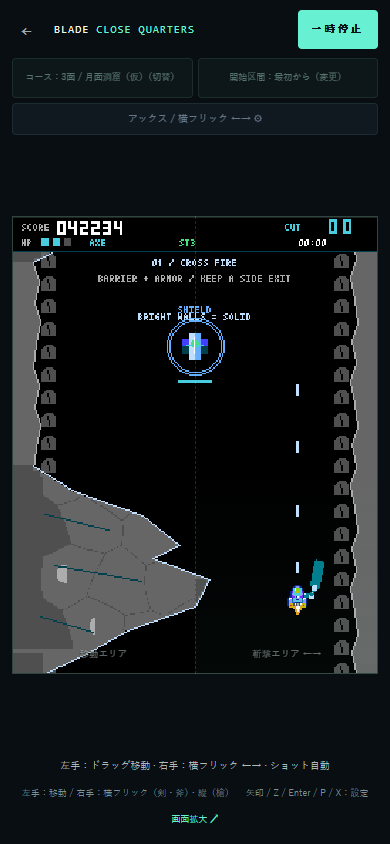 ← BLADE CLOSE QUARTERS 一時停止
コース：3面 / 月面洞窟（仮）（切替） 開始区間：最初から（変更）
アックス / 横フリック ←→ ⚙
SCORE 042234 CUT 00
HP AXE ST3 00:00
01 / CROSS FIRE
BARRIER + ARMOR / KEEP A SIDE EXIT
SHIELD
BRIGHT WALLS = SOLID
移動エリア 斬撃エリア ←→
左手：ドラッグ移動・右手：横フリック ←→・ショット自動
左手：移動 / 右手：横フリック（剣・斧）・縦（槍） 矢印 / Z / Enter / P / X：設定
画面拡大 ⤢